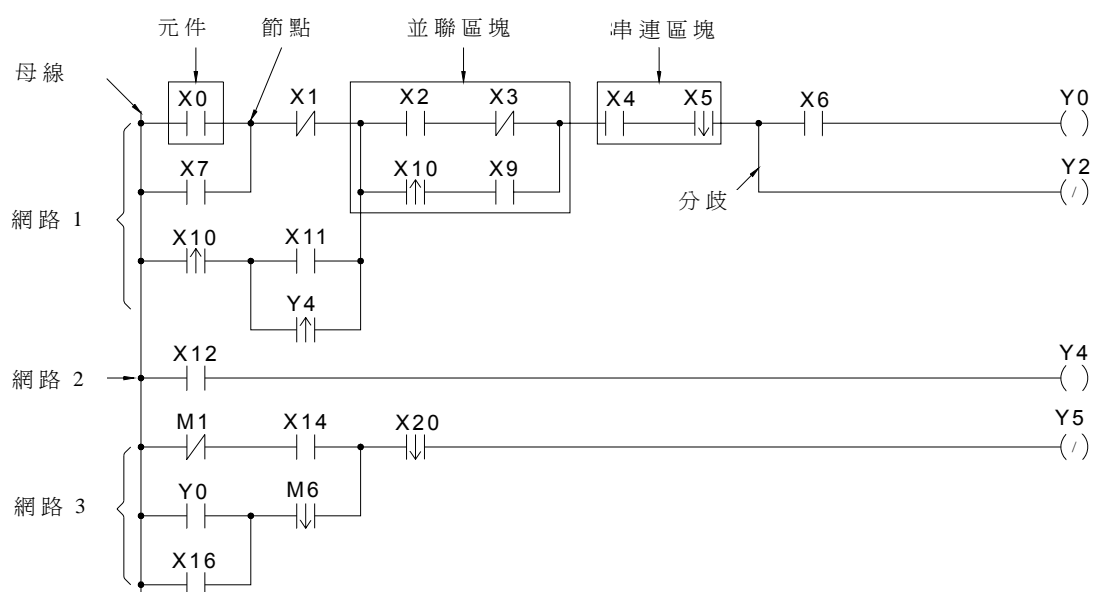 元件 節點 並聯區塊 串連區塊
母線
X0 X1 X2 X3 X4 X5 X6 Y0
X7 X10 X9 Y2
分歧
網路 1
X10 X11
Y4
X12 Y4
網路 2
M1 X14 X20 Y5
Y0 M6
網路 3
X16